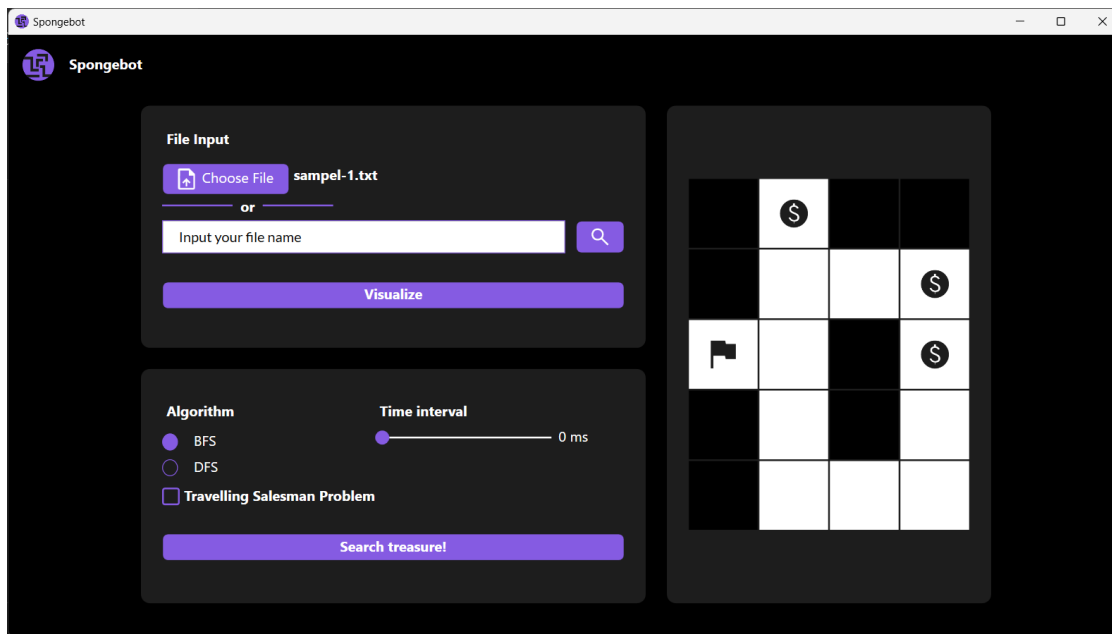 Spongebot
Spongebot
File Input
Choose File sampel-1.txt
or
Input your file name
Visualize
Algorithm
Time interval
BFS
0 ms
DFS
Travelling Salesman Problem
Search treasure!
$
$
$